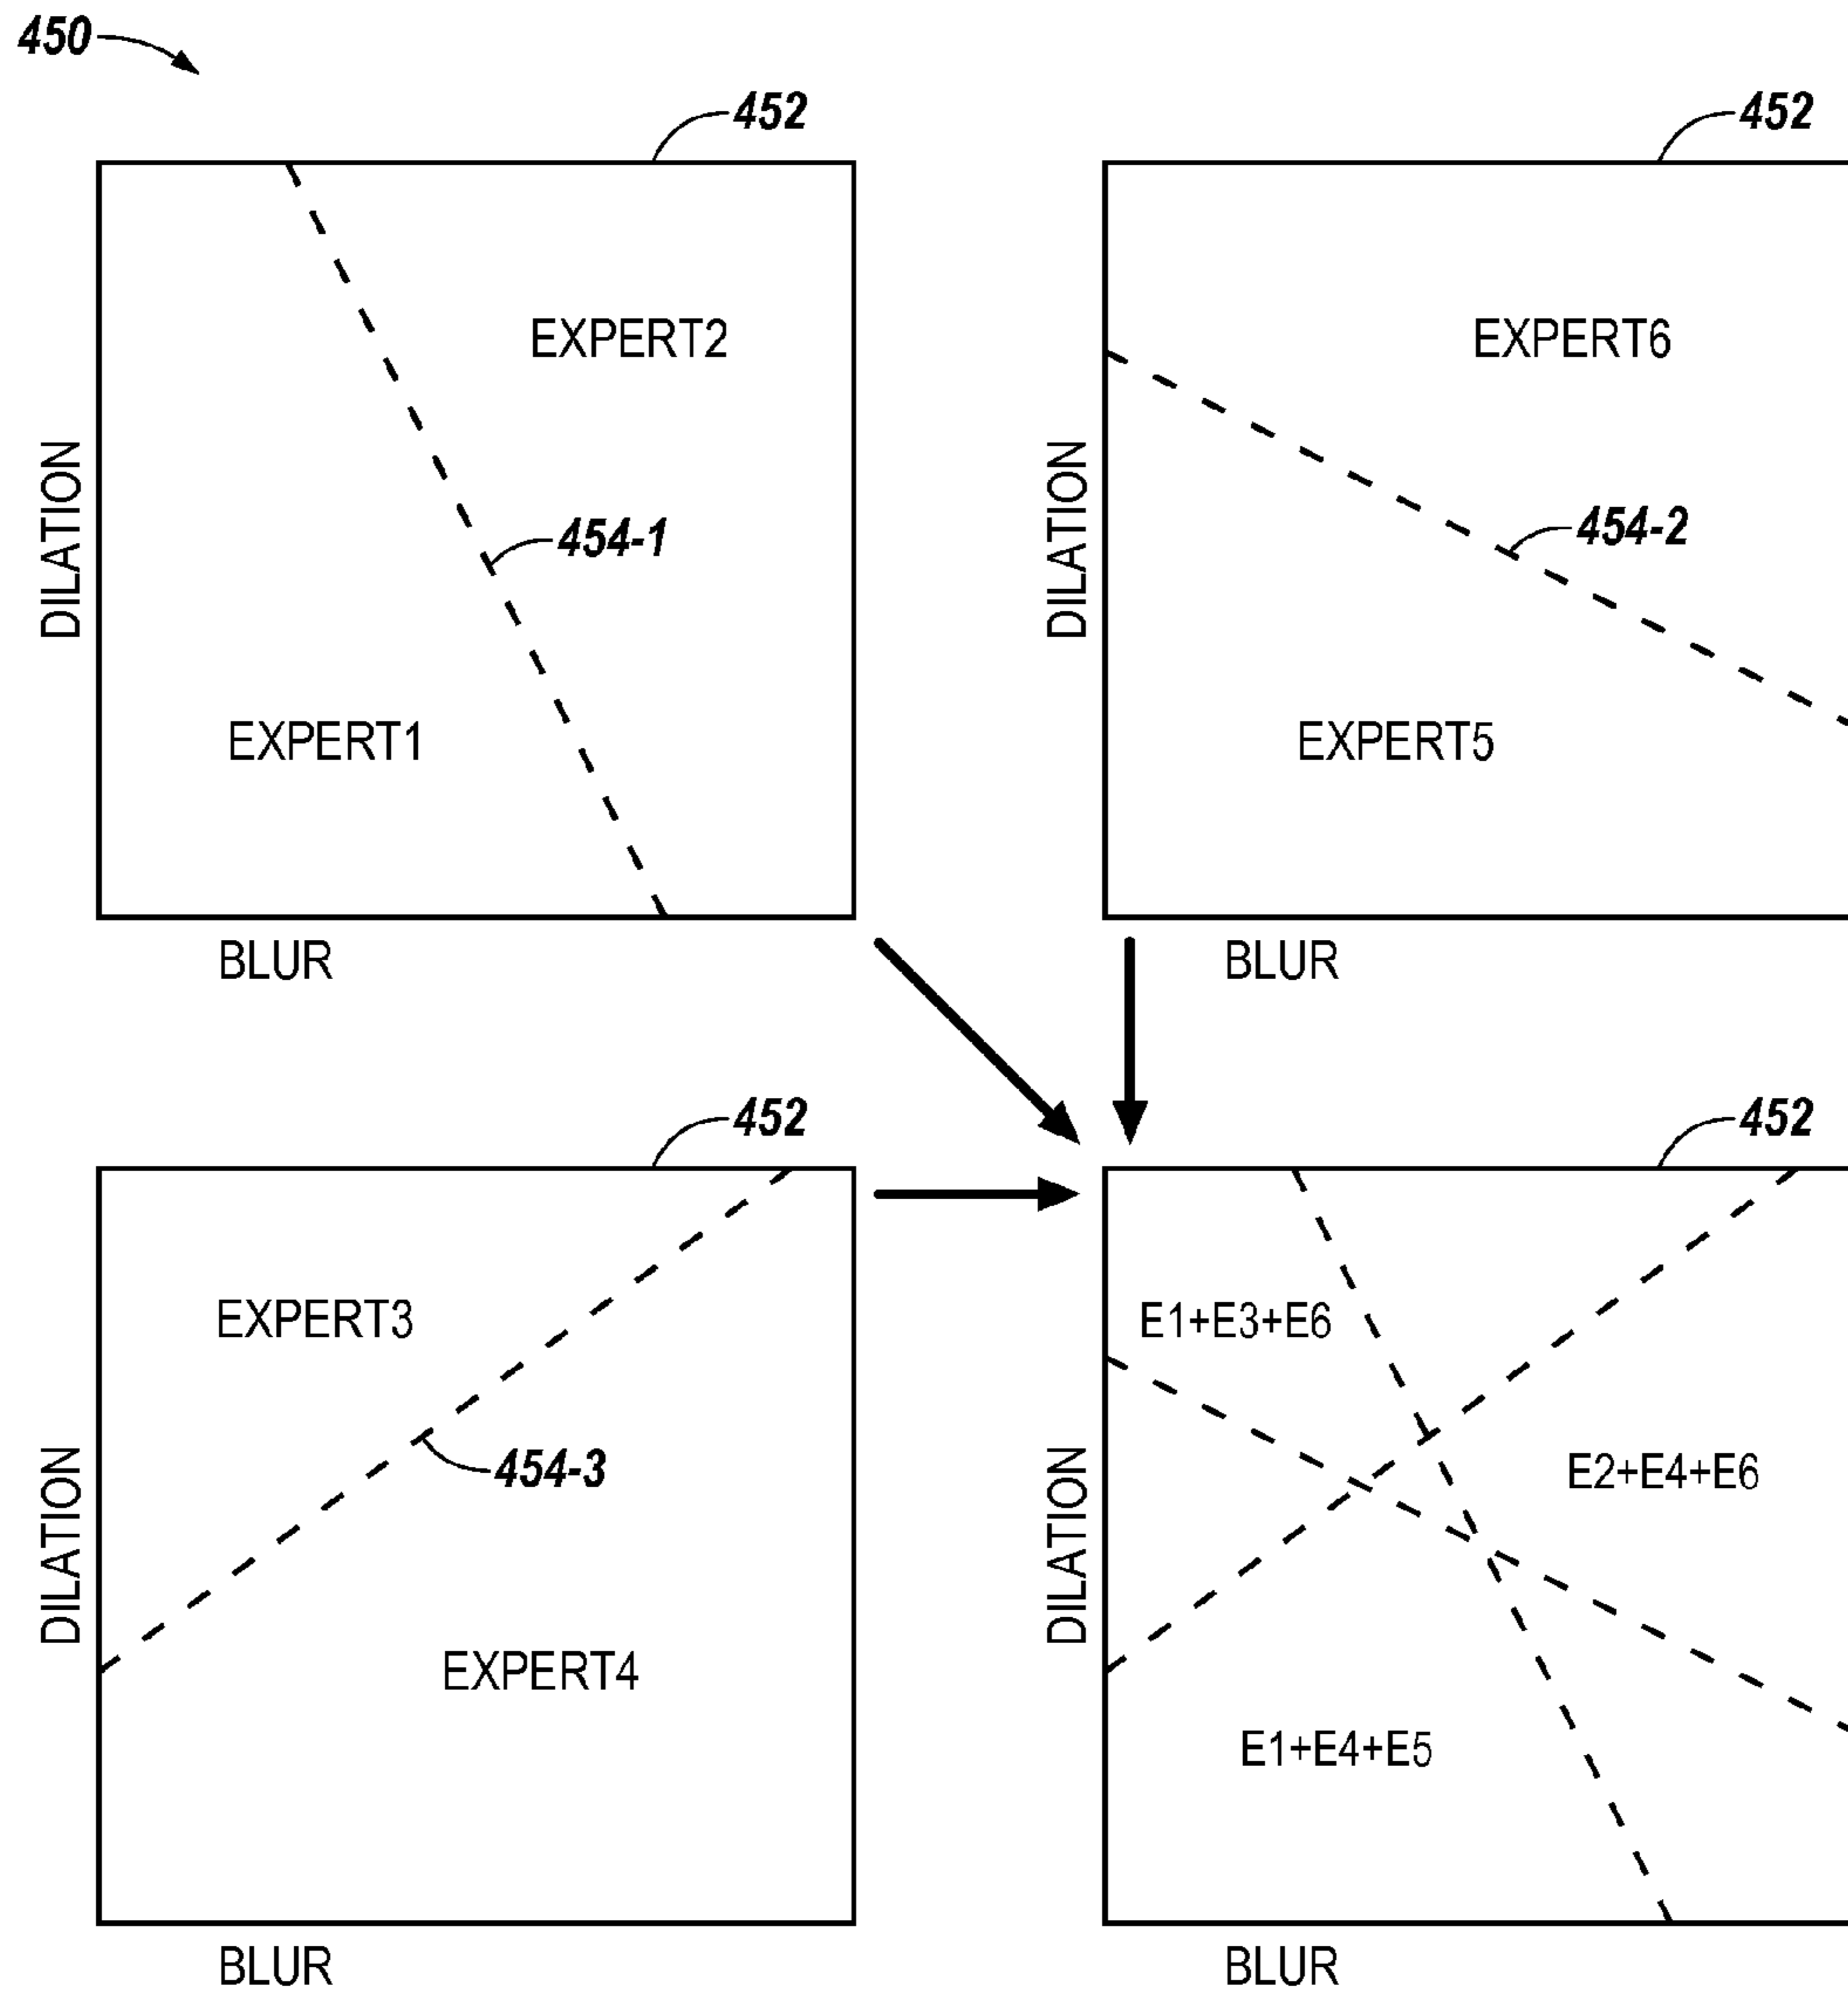 450
452
452
EXPERT2
EXPERT6
DILATION
454-1
DILATION
454-2
EXPERT1
EXPERT5
BLUR
BLUR
452
452
EXPERT3
E1+E3+E6
DILATION
454-3
DILATION
E2+E4+E6
EXPERT4
E1+E4+E5
BLUR
BLUR